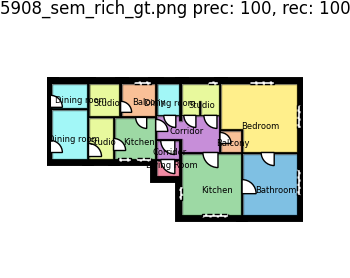 5908_sem_rich_gt.png prec: 100, rec: 100
Dining room
Studio
Balcony
Dining room
Studio
Bedroom
Corridor
Dining room
Studio
Kitchen
Balcony
Corridor
Living Room
Kitchen
Bathroom